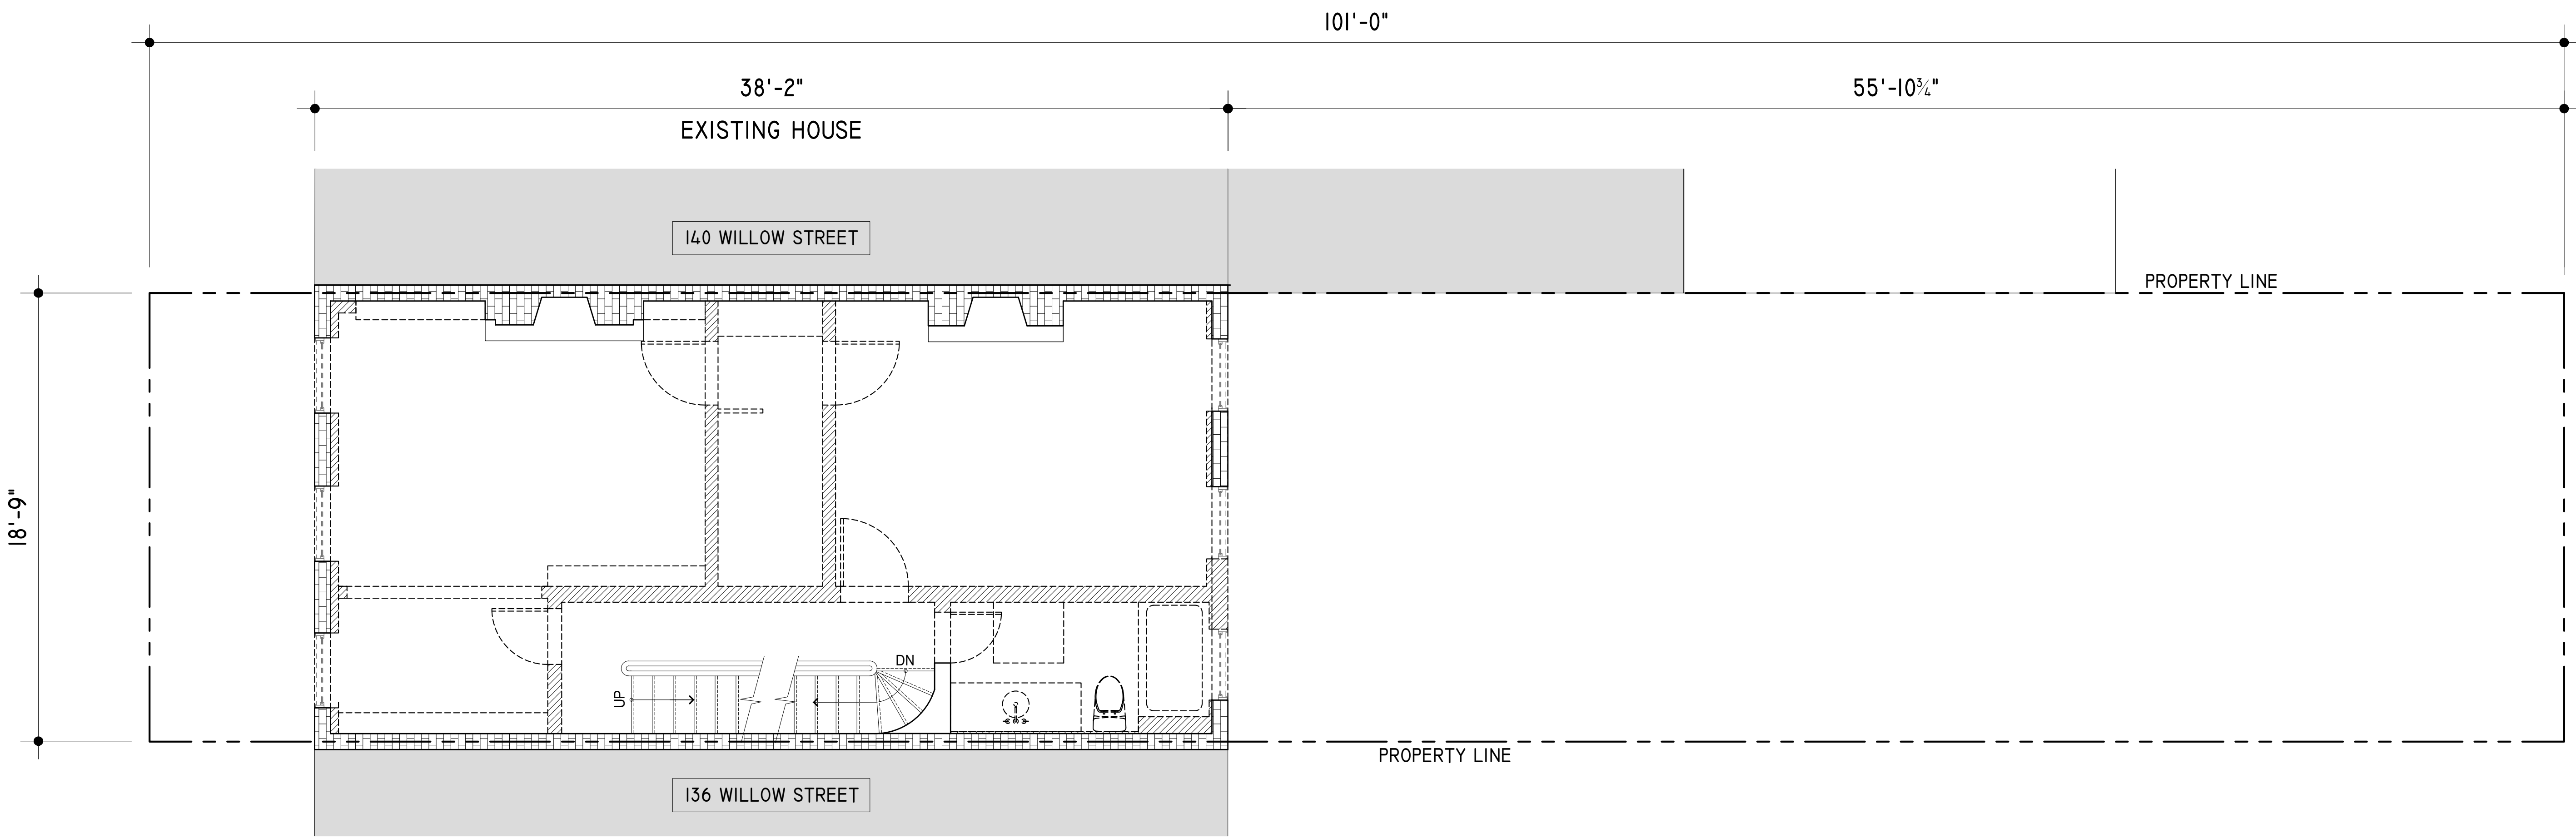 101'-0"
38'-2"
55'-10¾"
EXISTING HOUSE
140 WILLOW STREET
PROPERTY LINE
18'-9"
DN
UP
PROPERTY LINE
136 WILLOW STREET